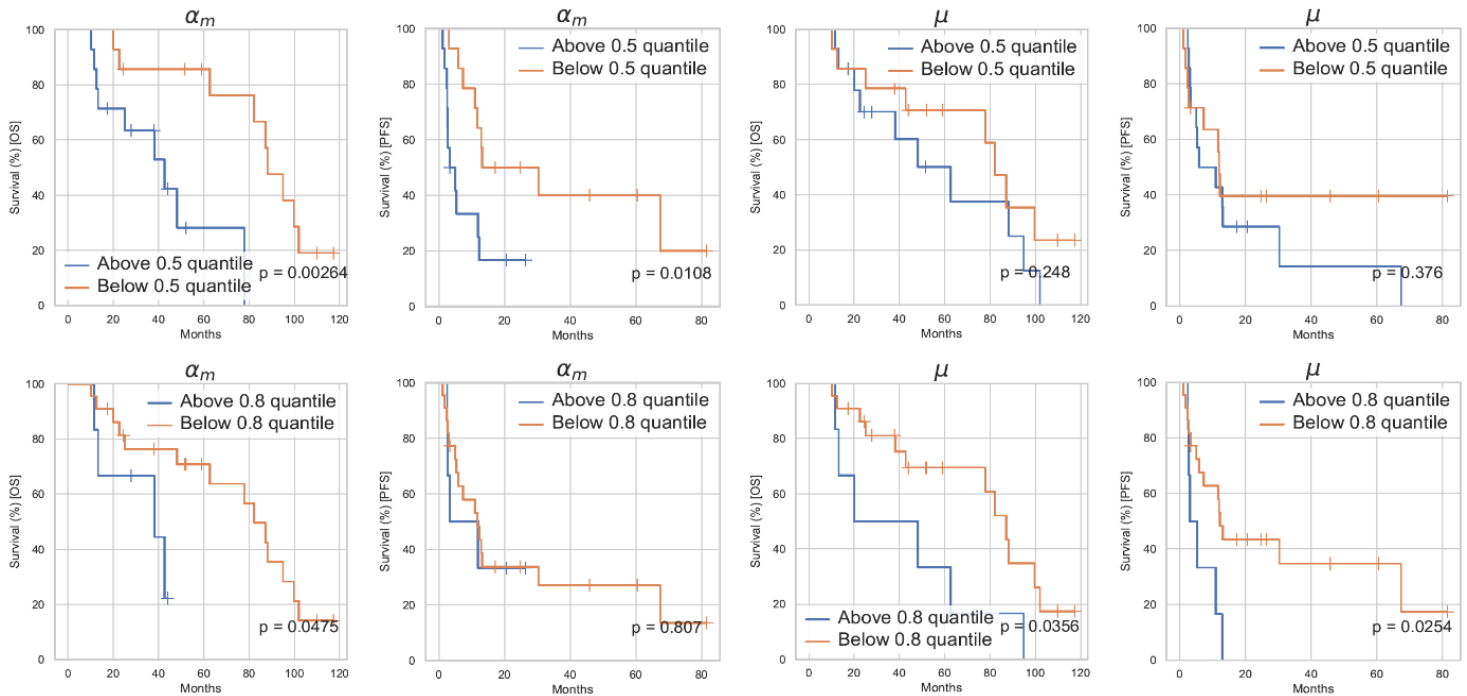 α_m
100
80
60
40
20
0
Survival (%) [OS]
Above 0.5 quantile
Below 0.5 quantile
p = 0.00264
0 20 40 60 80 100 120
Months
α_m
100
80
60
40
20
0
Survival (%) [PFS]
Above 0.5 quantile
Below 0.5 quantile
p = 0.0108
0 20 40 60 80
Months
μ
100
80
60
40
20
0
Survival (%) [OS]
Above 0.5 quantile
Below 0.5 quantile
p = 0.248
0 20 40 60 80 100 120
Months
μ
100
80
60
40
20
0
Survival (%) [PFS]
Above 0.5 quantile
Below 0.5 quantile
p = 0.376
0 20 40 60 80
Months
α_m
100
80
60
40
20
0
Survival (%) [OS]
Above 0.8 quantile
Below 0.8 quantile
p = 0.0475
0 20 40 60 80 100 120
Months
α_m
100
80
60
40
20
0
Survival (%) [PFS]
Above 0.8 quantile
Below 0.8 quantile
p = 0.807
0 20 40 60 80
Months
μ
100
80
60
40
20
0
Survival (%) [OS]
Above 0.8 quantile
Below 0.8 quantile
p = 0.0356
0 20 40 60 80 100 120
Months
μ
100
80
60
40
20
0
Survival (%) [PFS]
Above 0.8 quantile
Below 0.8 quantile
p = 0.0254
0 20 40 60 80
Months